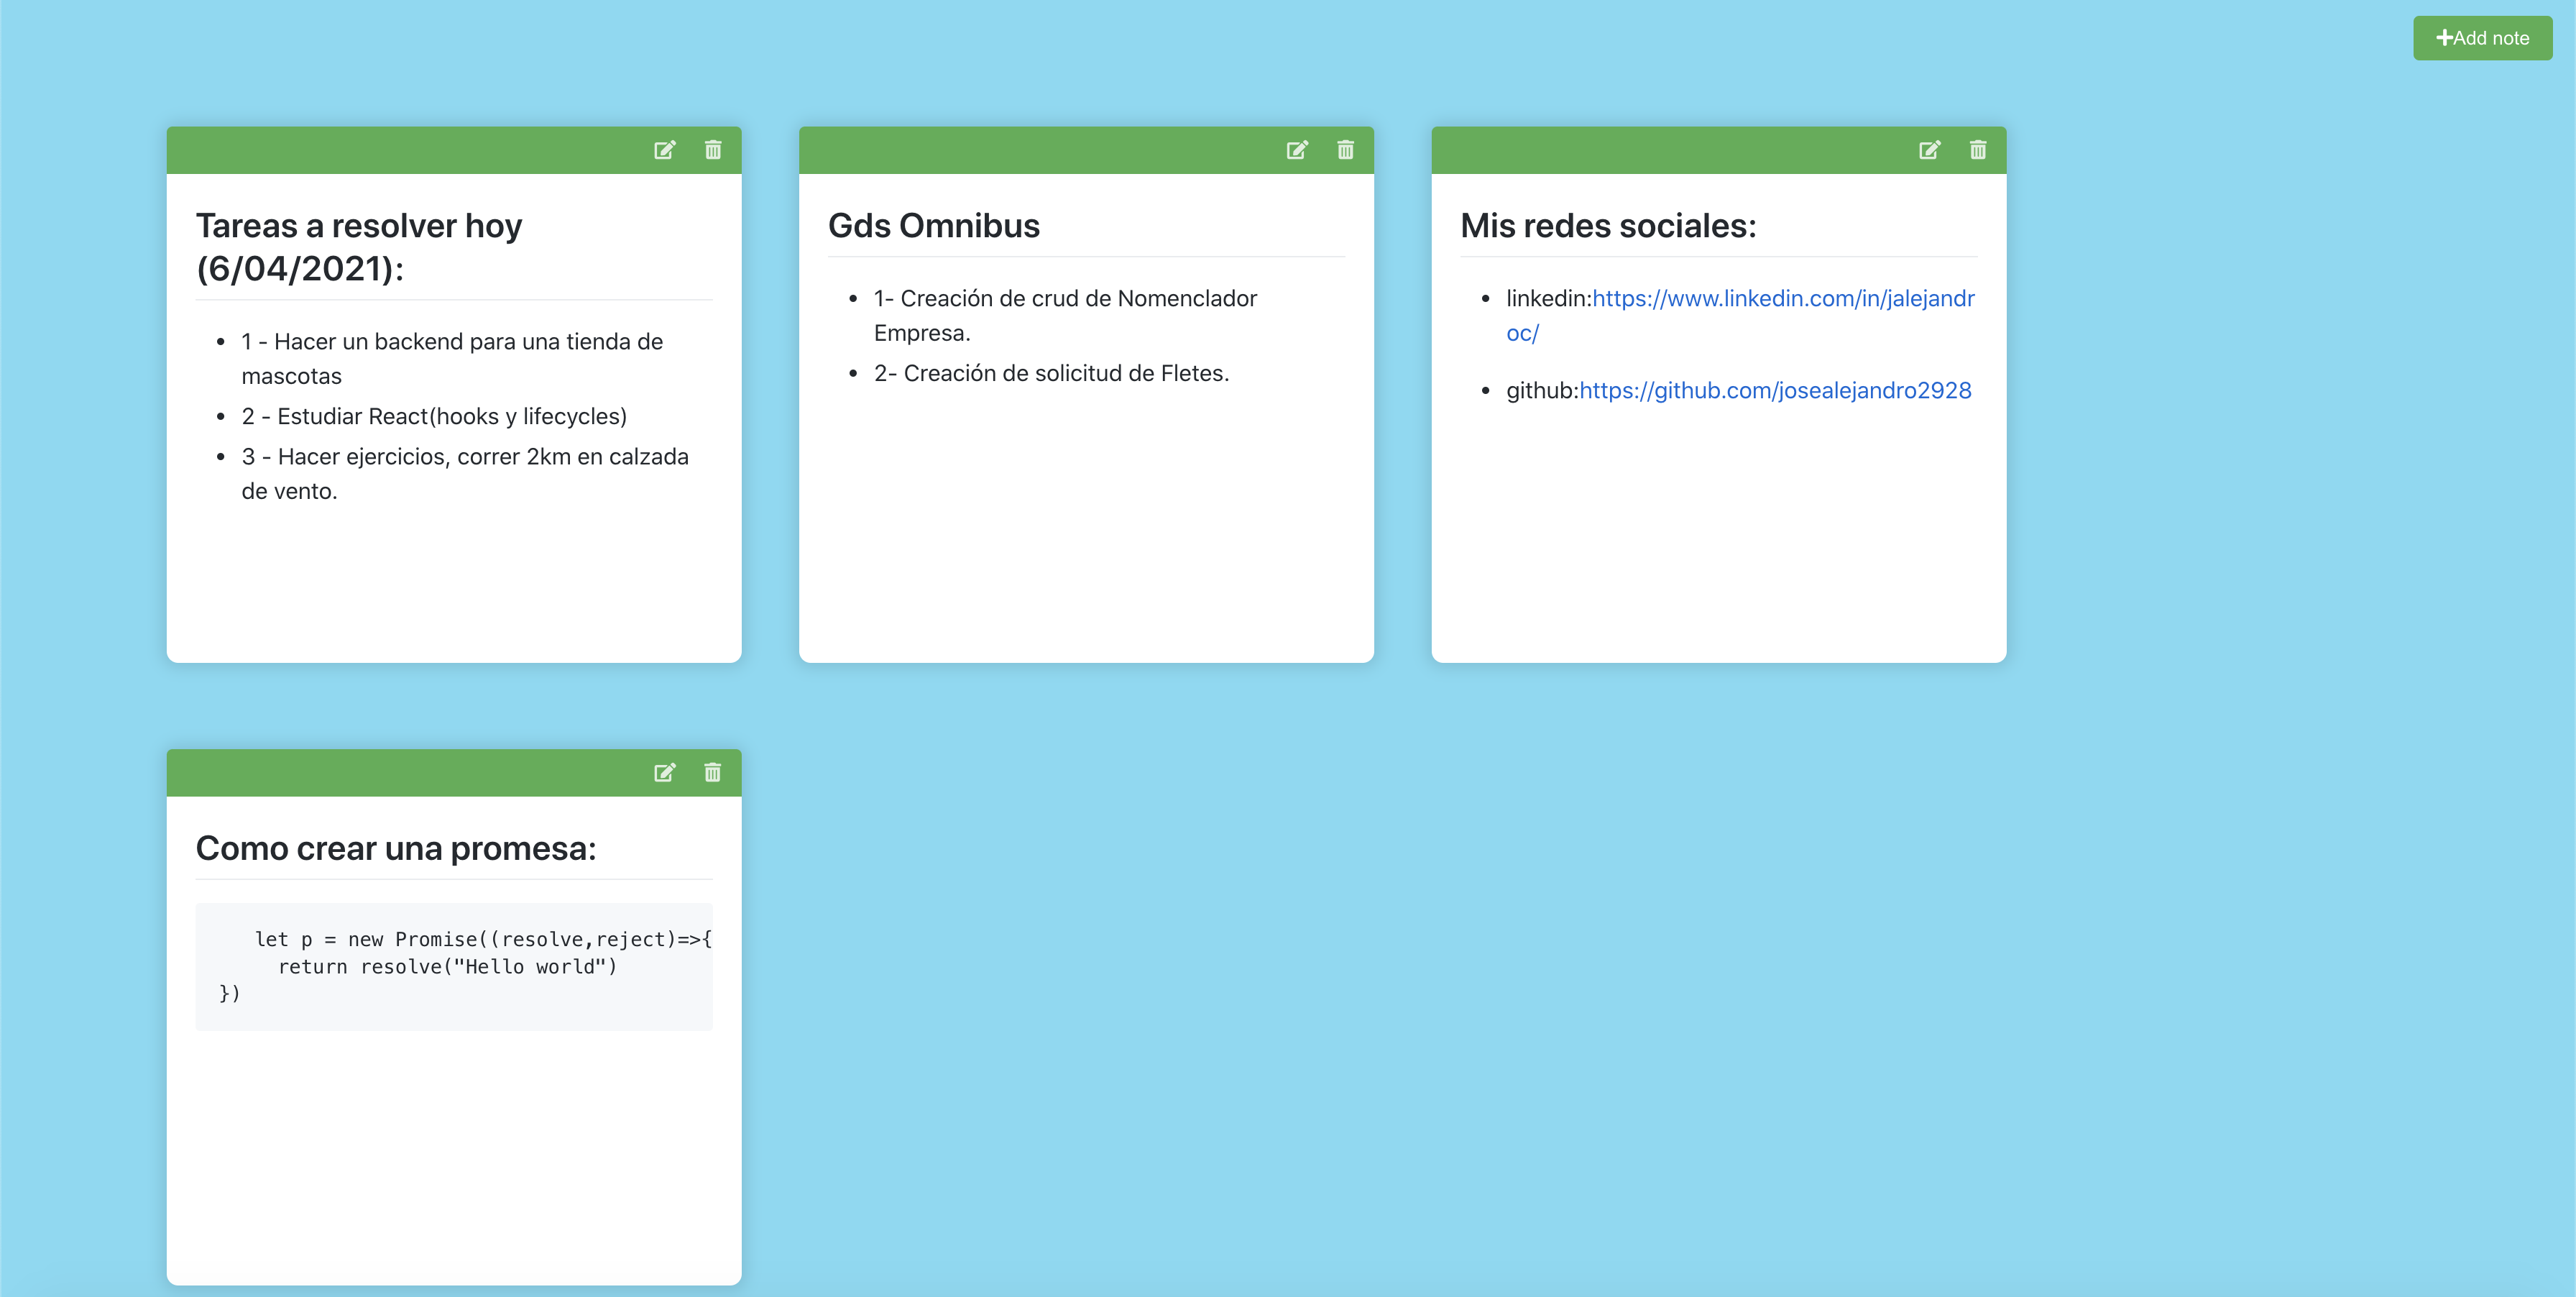 Add note
Tareas a resolver hoy
(6/04/2021):
1 - Hacer un backend para una tienda de
mascotas
2 - Estudiar React(hooks y lifecycles)
3 - Hacer ejercicios, correr 2km en calzada
de vento.
Gds Omnibus
1- Creación de crud de Nomenclador
Empresa.
2- Creación de solicitud de Fletes.
Mis redes sociales:
linkedin:https://www.linkedin.com/in/jalejandr
oc/
github:https://github.com/josealejandro2928
Como crear una promesa:
let p = new Promise((resolve,reject)=>{
return resolve("Hello world")
})